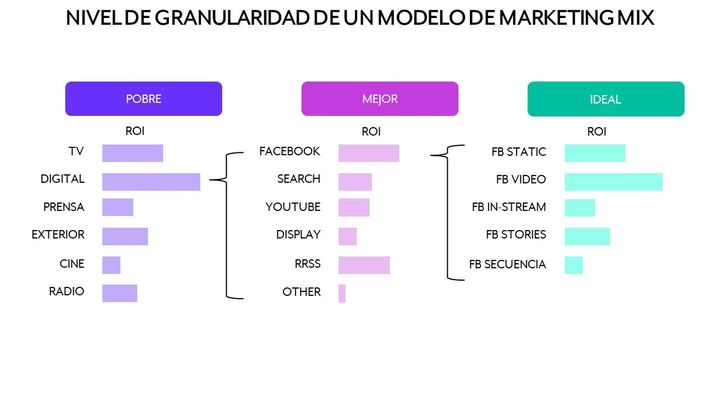 NIVEL DE GRANULARIDAD DE UN MODELO DE MARKETING MIX
POBRE
ROI
TV
DIGITAL
PRENSA
EXTERIOR
CINE
RADIO
MEJOR
ROI
FACEBOOK
SEARCH
YOUTUBE
DISPLAY
RRSS
OTHER
IDEAL
ROI
FB STATIC
FB VIDEO
FB IN-STREAM
FB STORIES
FB SECUENCIA